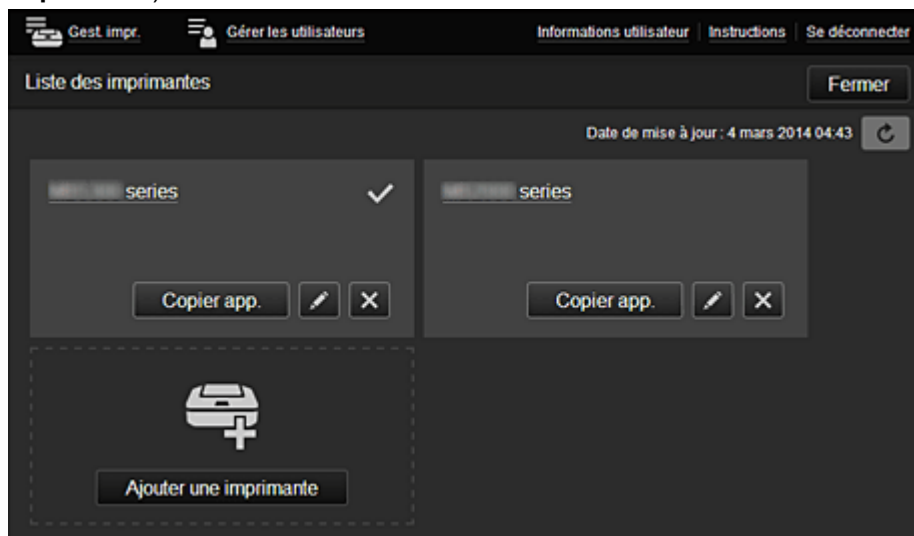 Gest. impr. Gérer les utilisateurs Informations utilisateur Instructions Se déconnecter
Liste des imprimantes Fermer
Date de mise à jour : 4 mars 2014 04:43
series series
Copier app. Copier app.
Ajouter une imprimante